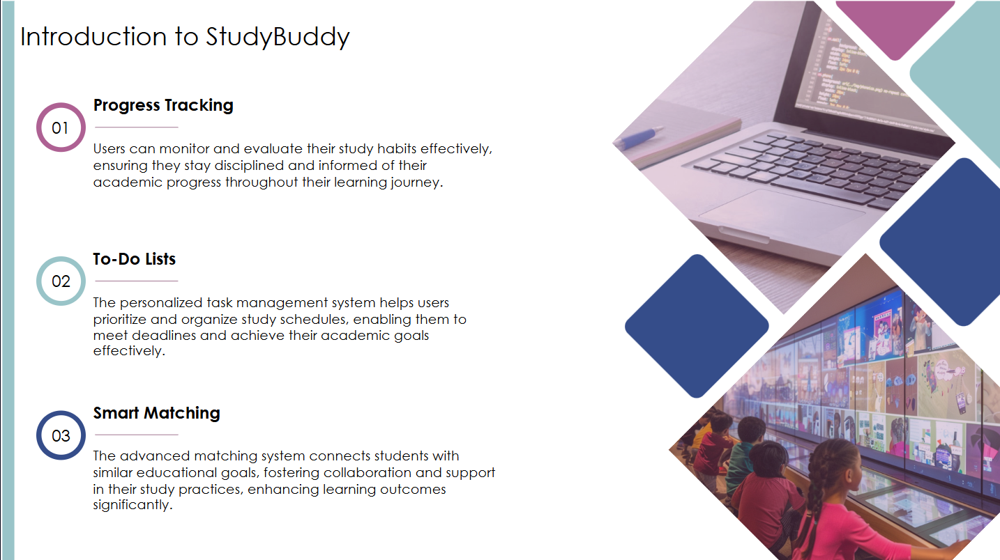 Introduction to StudyBuddy
01
Progress Tracking
Users can monitor and evaluate their study habits effectively,
ensuring they stay disciplined and informed of their
academic progress throughout their learning journey.
02
To-Do Lists
The personalized task management system helps users
prioritize and organize study schedules, enabling them to
meet deadlines and achieve their academic goals
effectively.
03
Smart Matching
The advanced matching system connects students with
similar educational goals, fostering collaboration and support
in their study practices, enhancing learning outcomes
significantly.